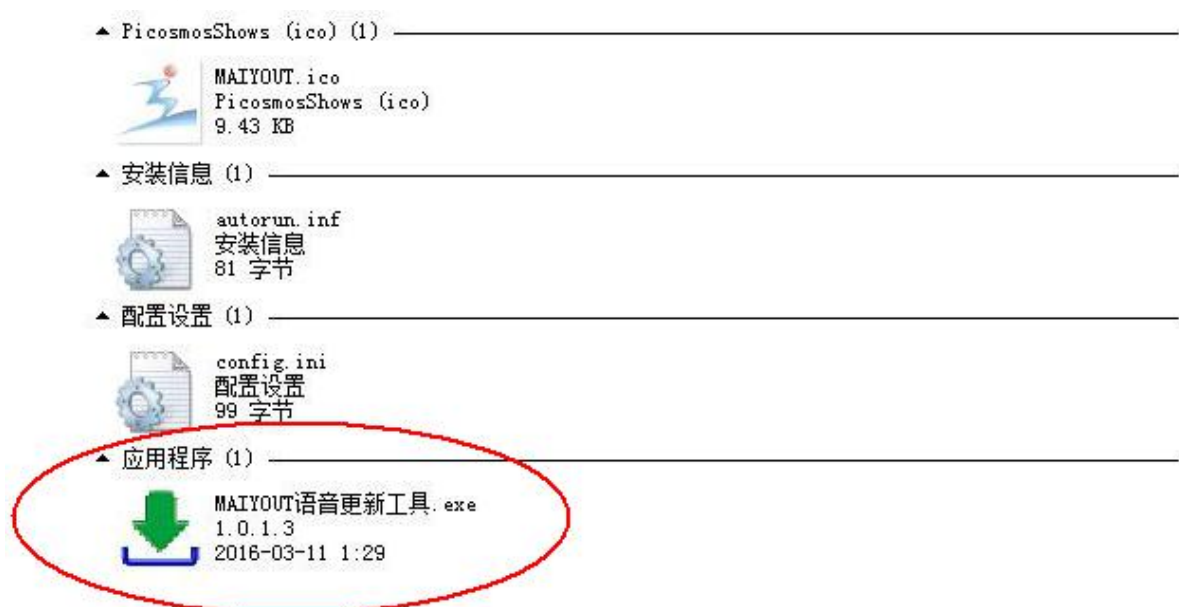 PicosmosShows (ico) (1)
MAIYOUT.ico
PicosmosShows (ico)
9.43 KB
安装信息 (1)
autorun.inf
安装信息
81 字节
配置设置 (1)
config.ini
配置设置
99 字节
应用程序 (1)
MAIYOUT语音更新工具.exe
1.0.1.3
2016-03-11 1:29